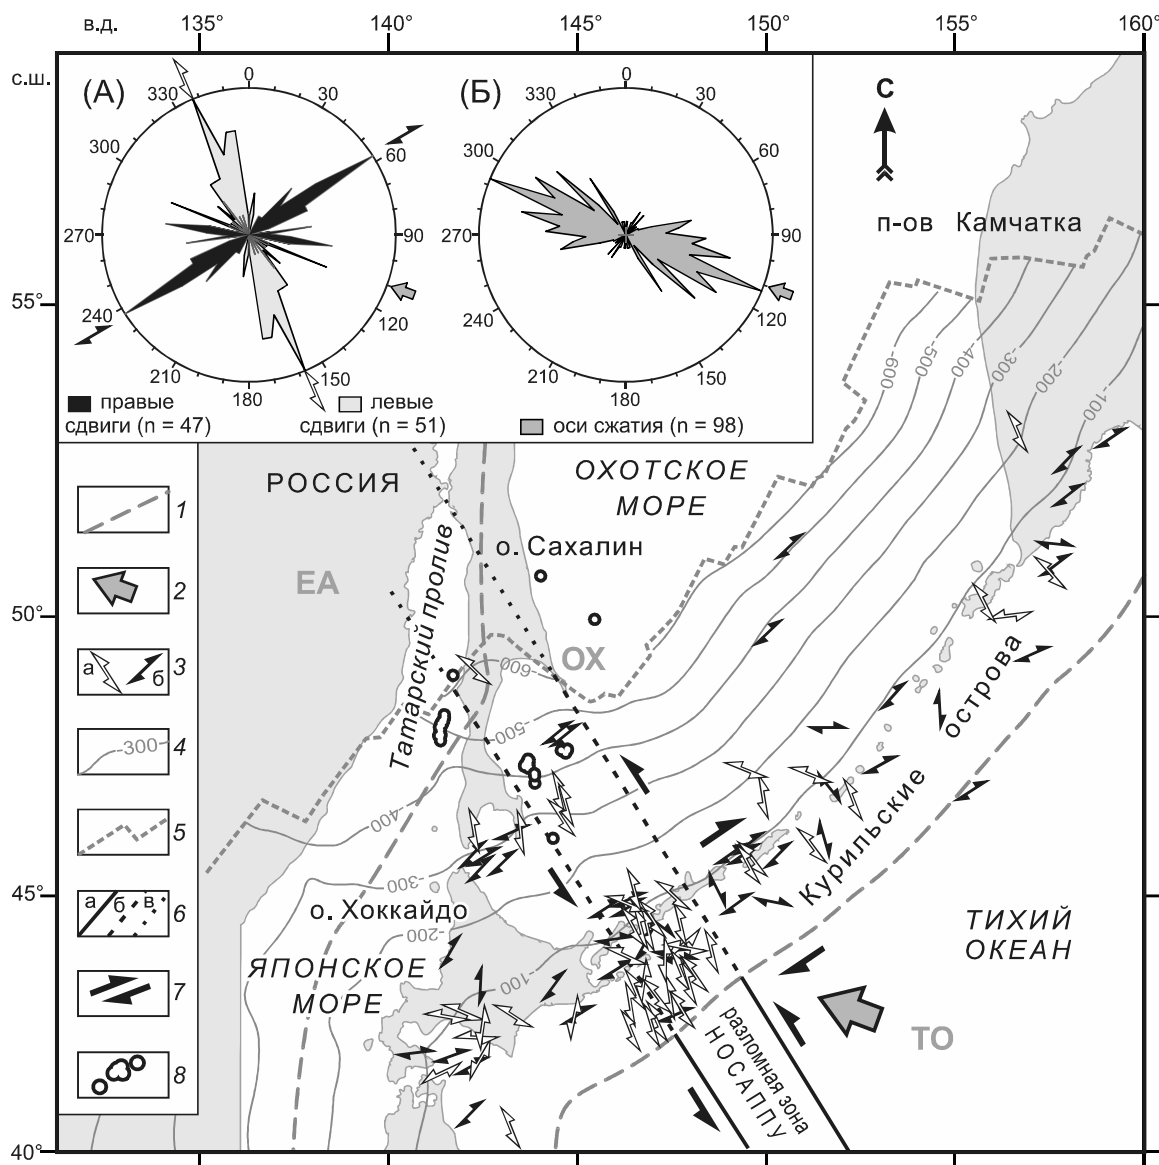 в.д.
135°
140°
145°
150°
155°
160°
с.ш.
55°
50°
45°
40°
(А)
0
30
60
90
120
150
180
210
240
270
300
330
(Б)
0
30
60
90
120
150
180
210
240
270
300
330
правые
сдвиги (n = 47)
левые
сдвиги (n = 51)
оси сжатия (n = 98)
С
п-ов Камчатка
-600
-500
-400
-300
-200
-100
РОССИЯ
ОХОТСКОЕ
МОРЕ
о. Сахалин
Татарский пролив
ЕА
ОХ
-600
-500
-400
-300
-200
-100
острова
Курильские
о. Хоккайдо
ЯПОНСКОЕ
МОРЕ
ТИХИЙ
ОКЕАН
ТО
разломная зона
НОСАППУ
1
2
а
б
3
-300
4
5
а
б
в
6
7
8